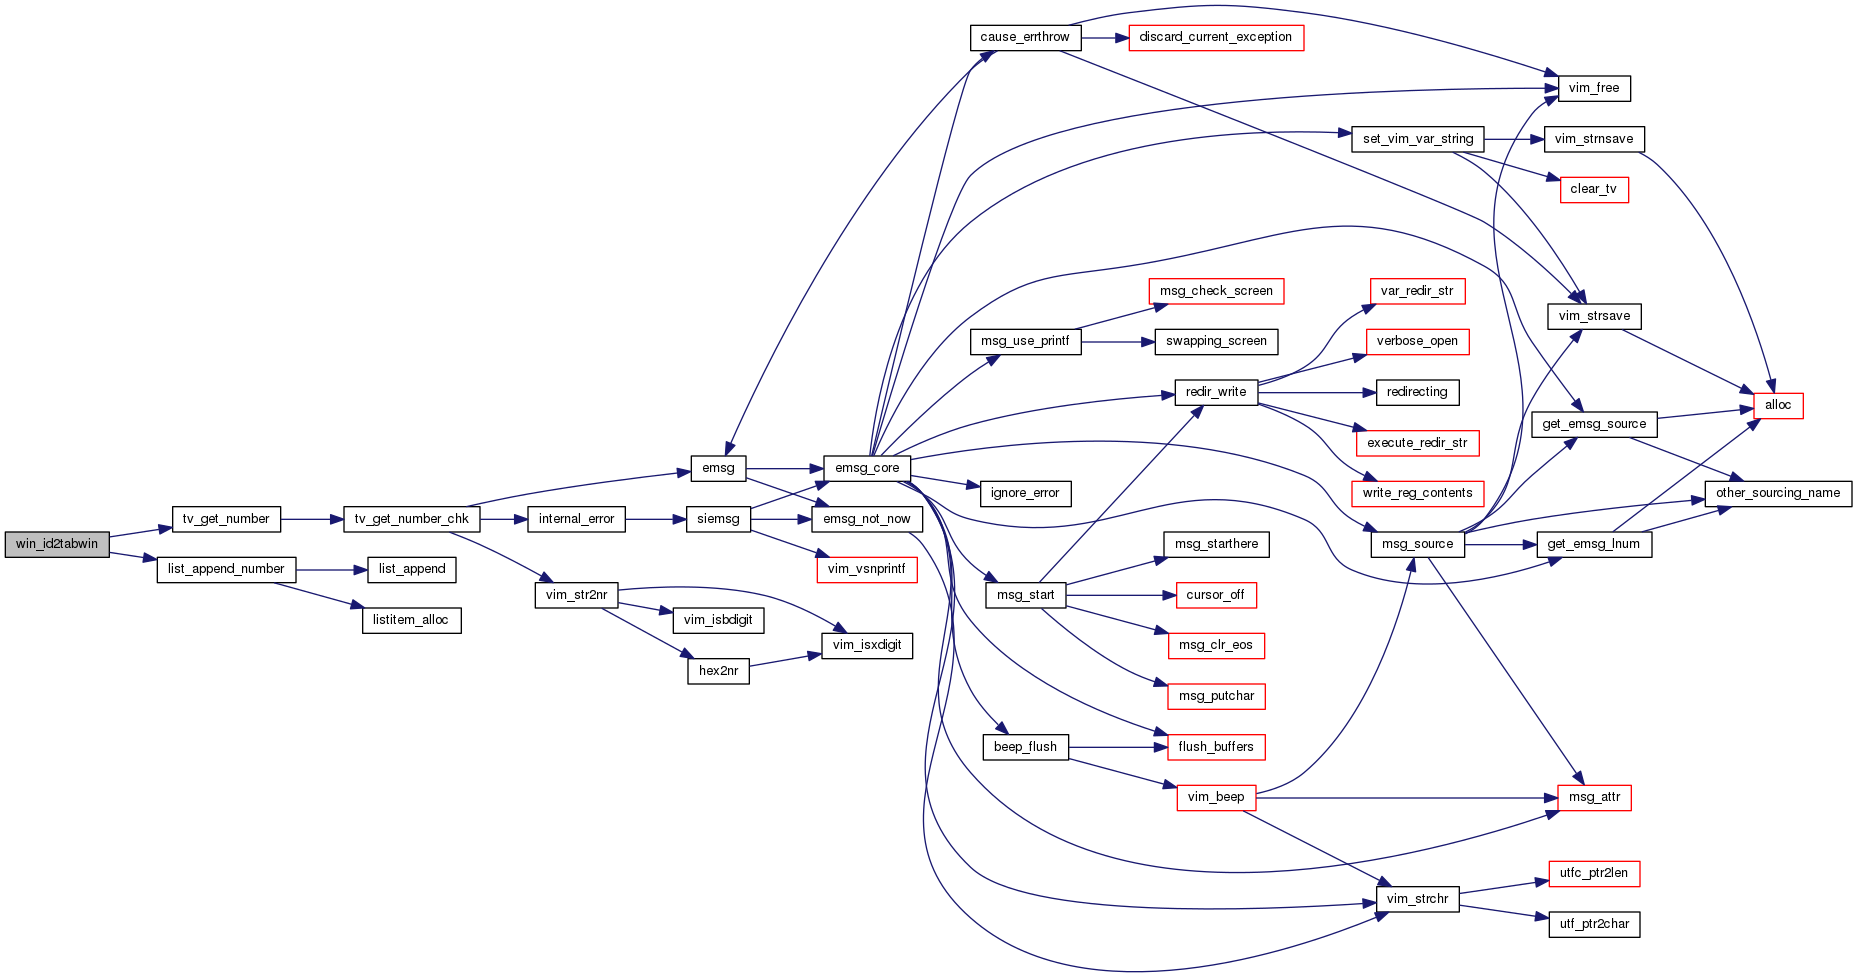 cause_errthrow
discard_current_exception
vim_free
set_vim_var_string
vim_strnsave
clear_tv
msg_check_screen
var_redir_str
vim_strsave
msg_use_printf
swapping_screen
verbose_open
redir_write
redirecting
alloc
get_emsg_source
execute_redir_str
emsg
emsg_core
ignore_error
write_reg_contents
other_sourcing_name
tv_get_number
tv_get_number_chk
internal_error
siemsg
emsg_not_now
win_id2tabwin
msg_starthere
msg_source
get_emsg_lnum
list_append_number
list_append
vim_vsnprintf
vim_str2nr
msg_start
cursor_off
listitem_alloc
vim_isbdigit
vim_isxdigit
msg_clr_eos
hex2nr
msg_putchar
beep_flush
flush_buffers
vim_beep
msg_attr
utfc_ptr2len
vim_strchr
utf_ptr2char